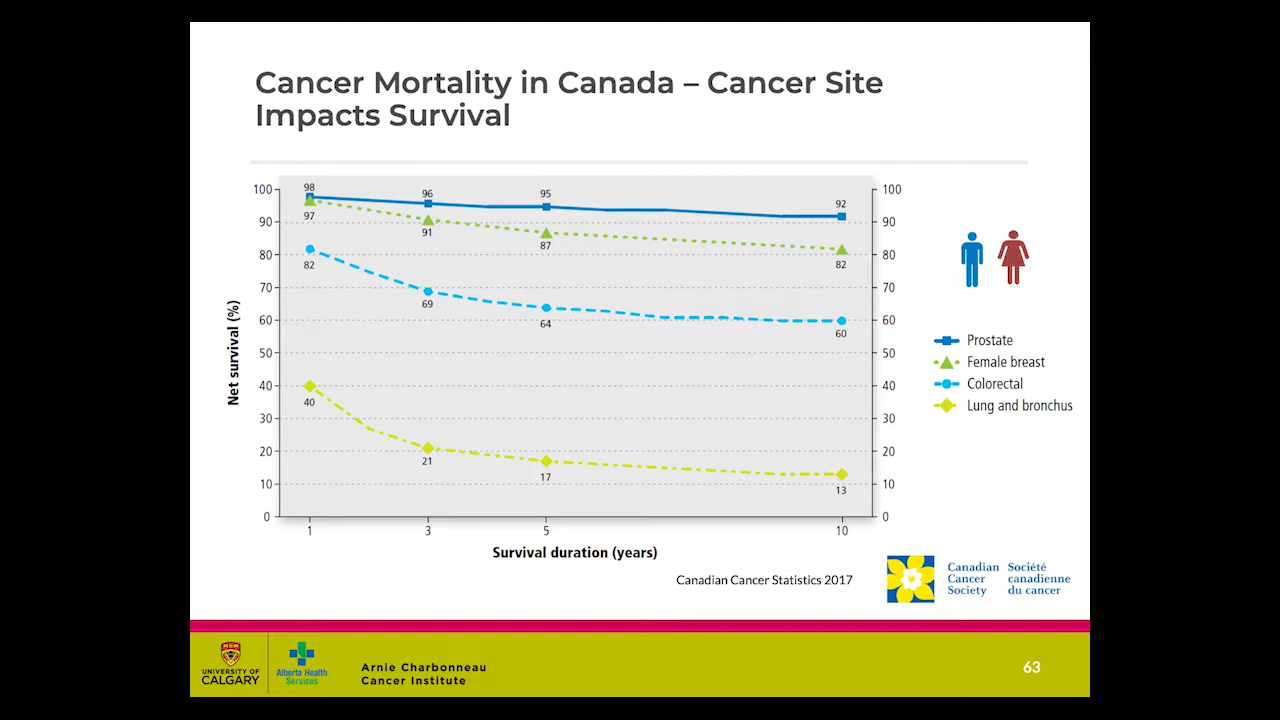 Cancer Mortality in Canada – Cancer Site
Impacts Survival
Net survival (%)
100
90
80
70
60
50
40
30
20
10
0
98
96
95
92
97
91
87
82
82
69
64
60
40
21
17
13
100
90
80
70
60
50
40
30
20
10
0
1
3
5
10
Survival duration (years)
Prostate
Female breast
Colorectal
Lung and bronchus
Canadian Cancer Statistics 2017
Canadian
Cancer
Society
Société
canadienne
du cancer
UNIVERSITY OF
CALGARY
Alberta Health
Services
Arnie Charbonneau
Cancer Institute
63